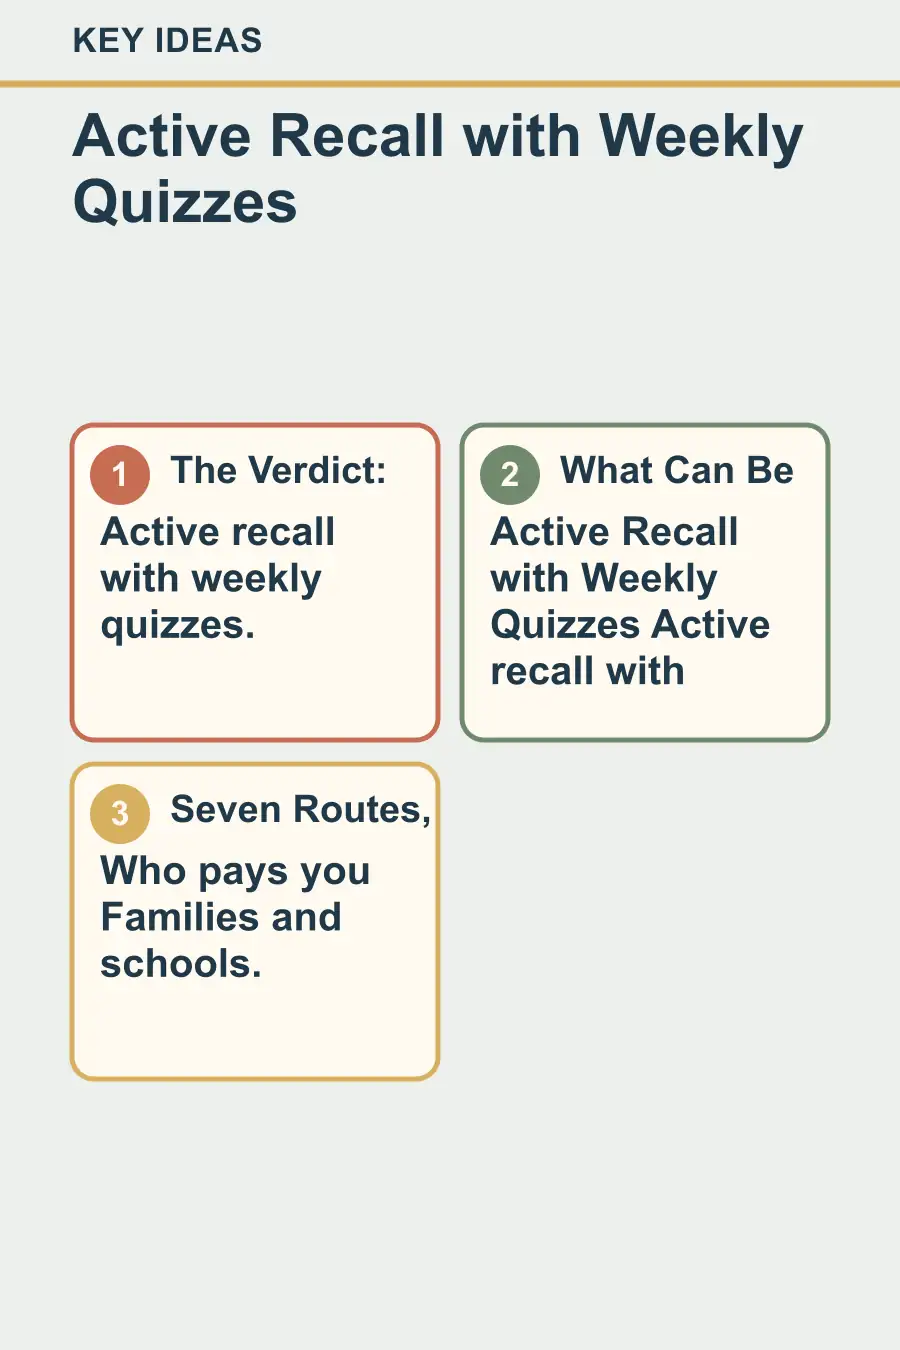 KEY IDEAS
Active Recall with Weekly
Quizzes
1 The Verdict:
Active recall
with weekly
quizzes.
2 What Can Be
Active Recall
with Weekly
Quizzes Active
recall with
3 Seven Routes,
Who pays you
Families and
schools.